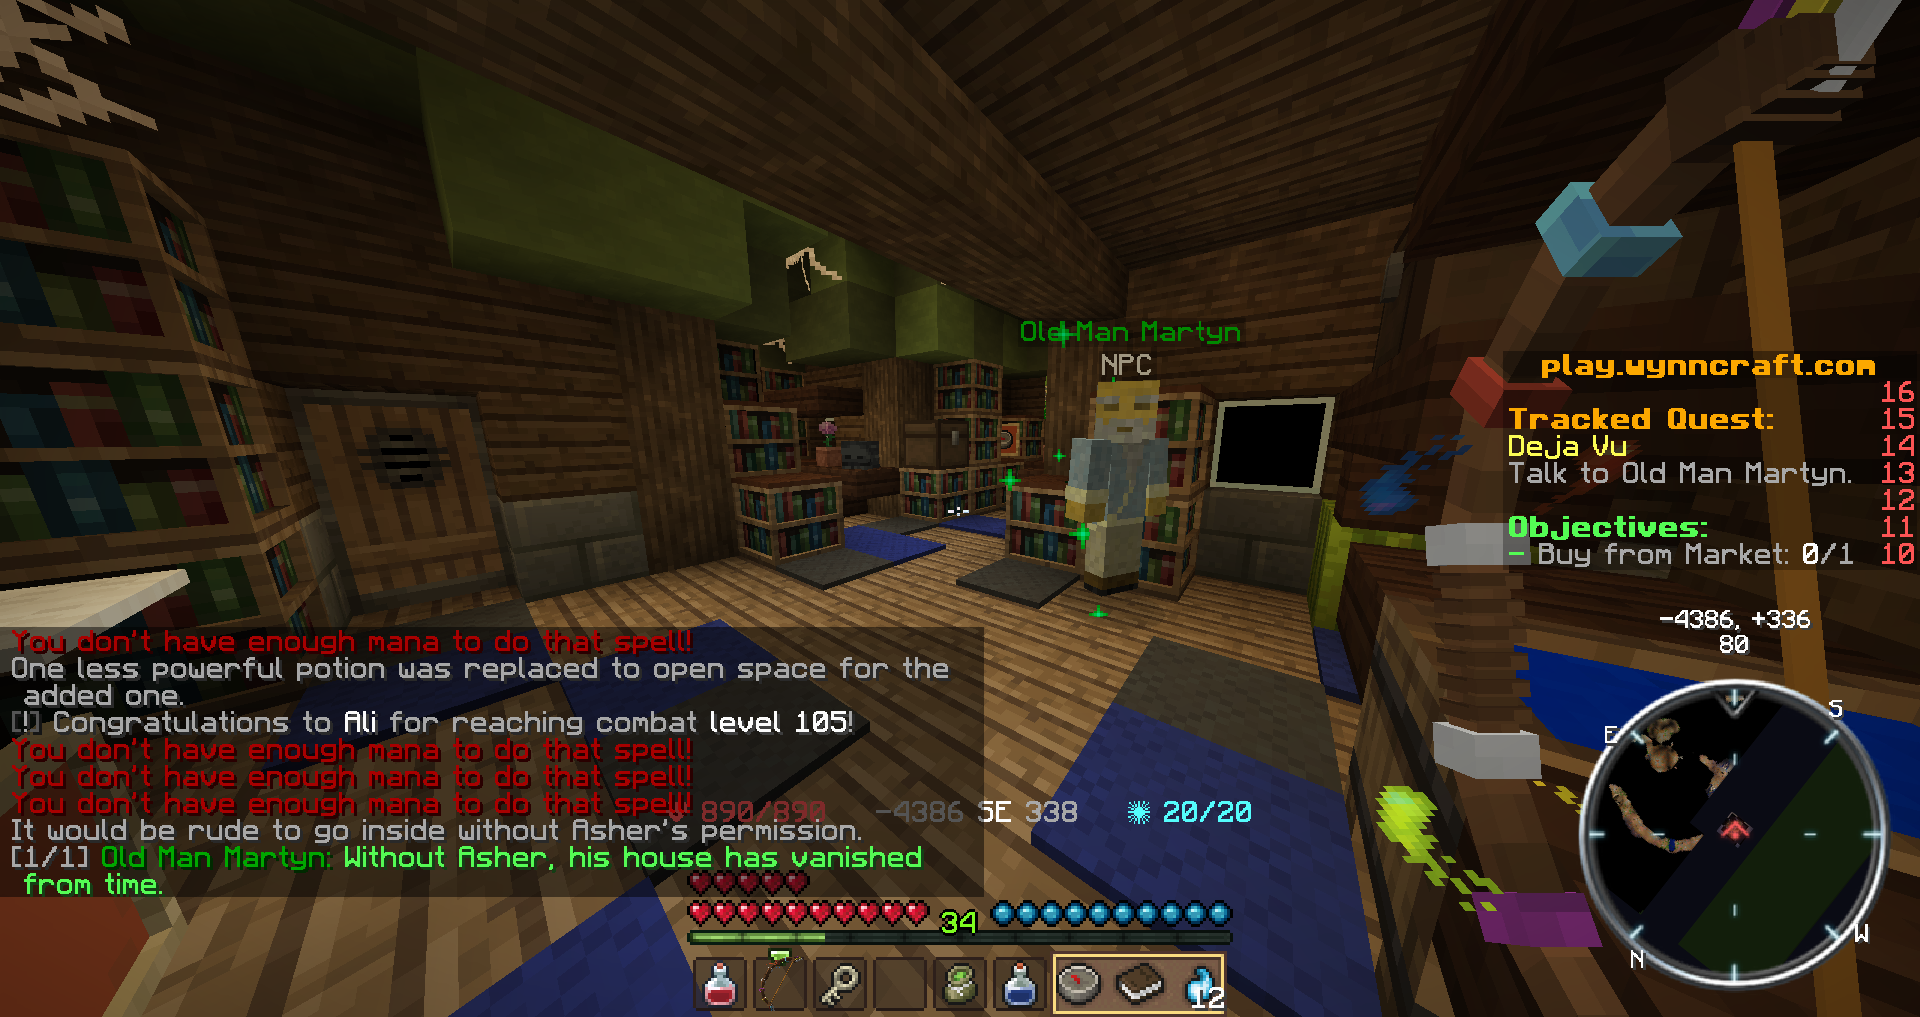 Old Man Martyn
NPC
play.wynncraft.com
16
Tracked Quest: 15
Deja Vu 14
Talk to Old Man Martyn. 13
12
Objectives: 11
- Buy from Market: 0/1 10
-4386, +336
80
You don't have enough mana to do that spell!
One less powerful potion was replaced to open space for the
added one.
[!] Congratulations to Ali for reaching combat level 105!
You don't have enough mana to do that spell!
You don't have enough mana to do that spell!
You don't have enough mana to do that spell!
890/890 -4386 SE 338 20/20
It would be rude to go inside without Asher's permission.
[1/1] Old Man Martyn: Without Asher, his house has vanished
from time.
34
12
E
S
N
W